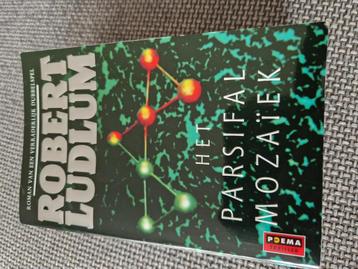 ROMAN VAN EEN VERRADERLIJK DUBBELSPEL
ROBERT
LUDLUM
HET
PARSIFAL
MOZAÏEK
POEMA